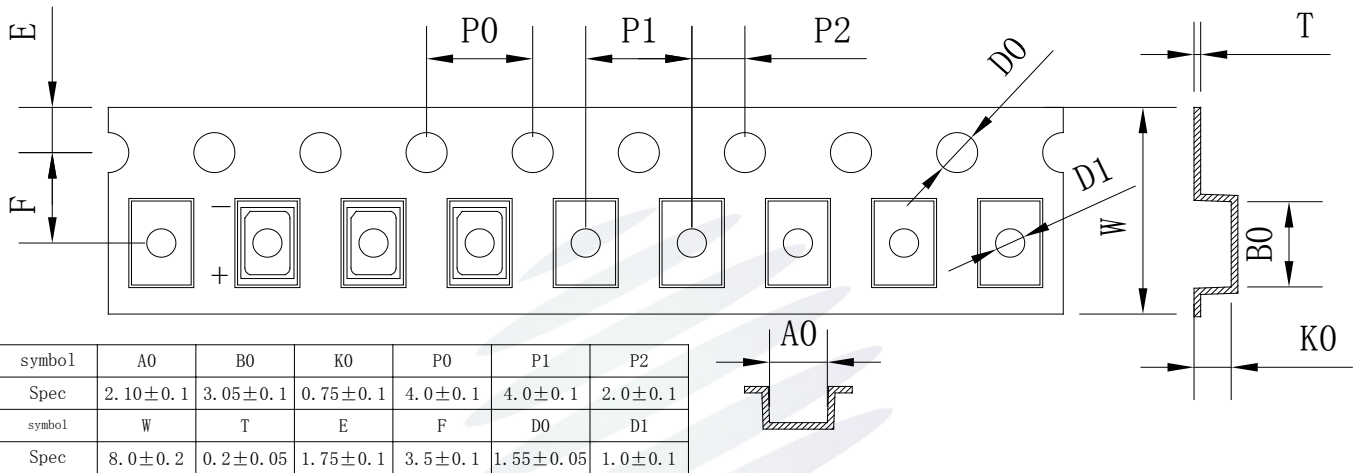 E
P0
P1
P2
D0
T
F
−
+
D1
W
B0
A0
K0
symbol A0 B0 K0 P0 P1 P2
Spec 2.10±0.1 3.05±0.1 0.75±0.1 4.0±0.1 4.0±0.1 2.0±0.1
symbol W T E F D0 D1
Spec 8.0±0.2 0.2±0.05 1.75±0.1 3.5±0.1 1.55±0.05 1.0±0.1